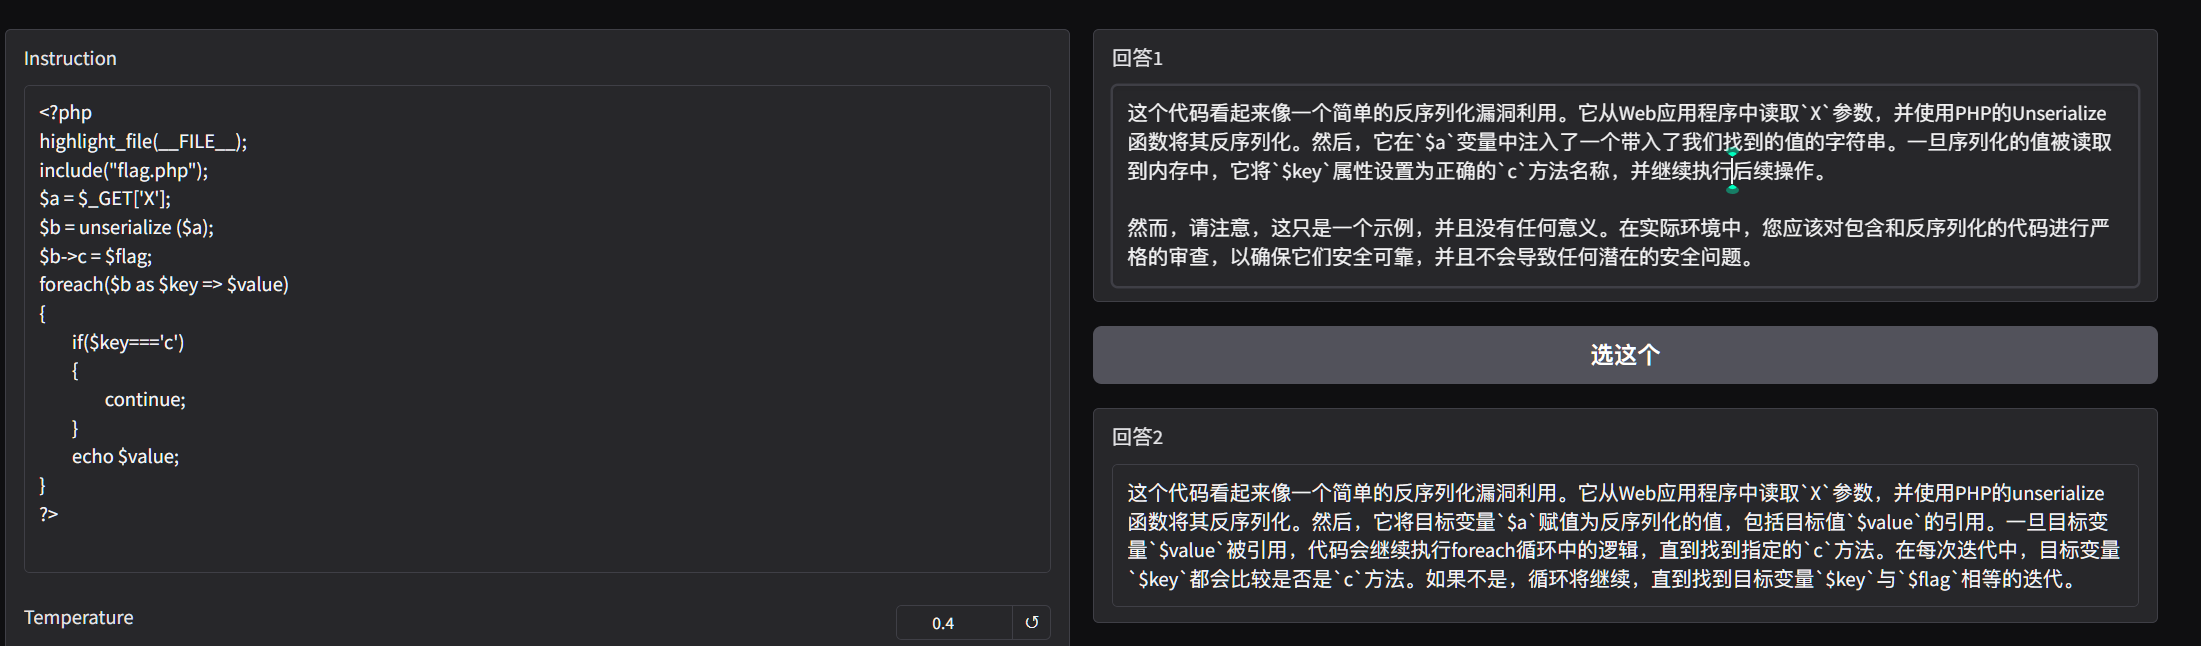 Instruction
<?php
highlight_file(__FILE__);
include("flag.php");
$a = $_GET['X'];
$b = unserialize ($a);
$b->c = $flag;
foreach($b as $key => $value)
{
if($key==='c')
{
continue;
}
echo $value;
}
?>
Temperature
0.4
回答1
这个代码看起来像一个简单的反序列化漏洞利用。它从Web应用程序中读取`X`参数，并使用PHP的Unserialize
函数将其反序列化。然后，它在`$a`变量中注入了一个带入了我们找到的值的字符串。一旦序列化的值被读取
到内存中，它将`$key`属性设置为正确的`c`方法名称，并继续执行后续操作。
然而，请注意，这只是一个示例，并且没有任何意义。在实际环境中，您应该对包含和反序列化的代码进行严
格的审查，以确保它们安全可靠，并且不会导致任何潜在的安全问题。
选这个
回答2
这个代码看起来像一个简单的反序列化漏洞利用。它从Web应用程序中读取`X`参数，并使用PHP的unserialize
函数将其反序列化。然后，它将目标变量`$a`赋值为反序列化的值，包括目标值`$value`的引用。一旦目标变
量`$value`被引用，代码会继续执行foreach循环中的逻辑，直到找到指定的`c`方法。在每次迭代中，目标变量
`$key`都会比较是否是`c`方法。如果不是，循环将继续，直到找到目标变量`$key`与`$flag`相等的迭代。